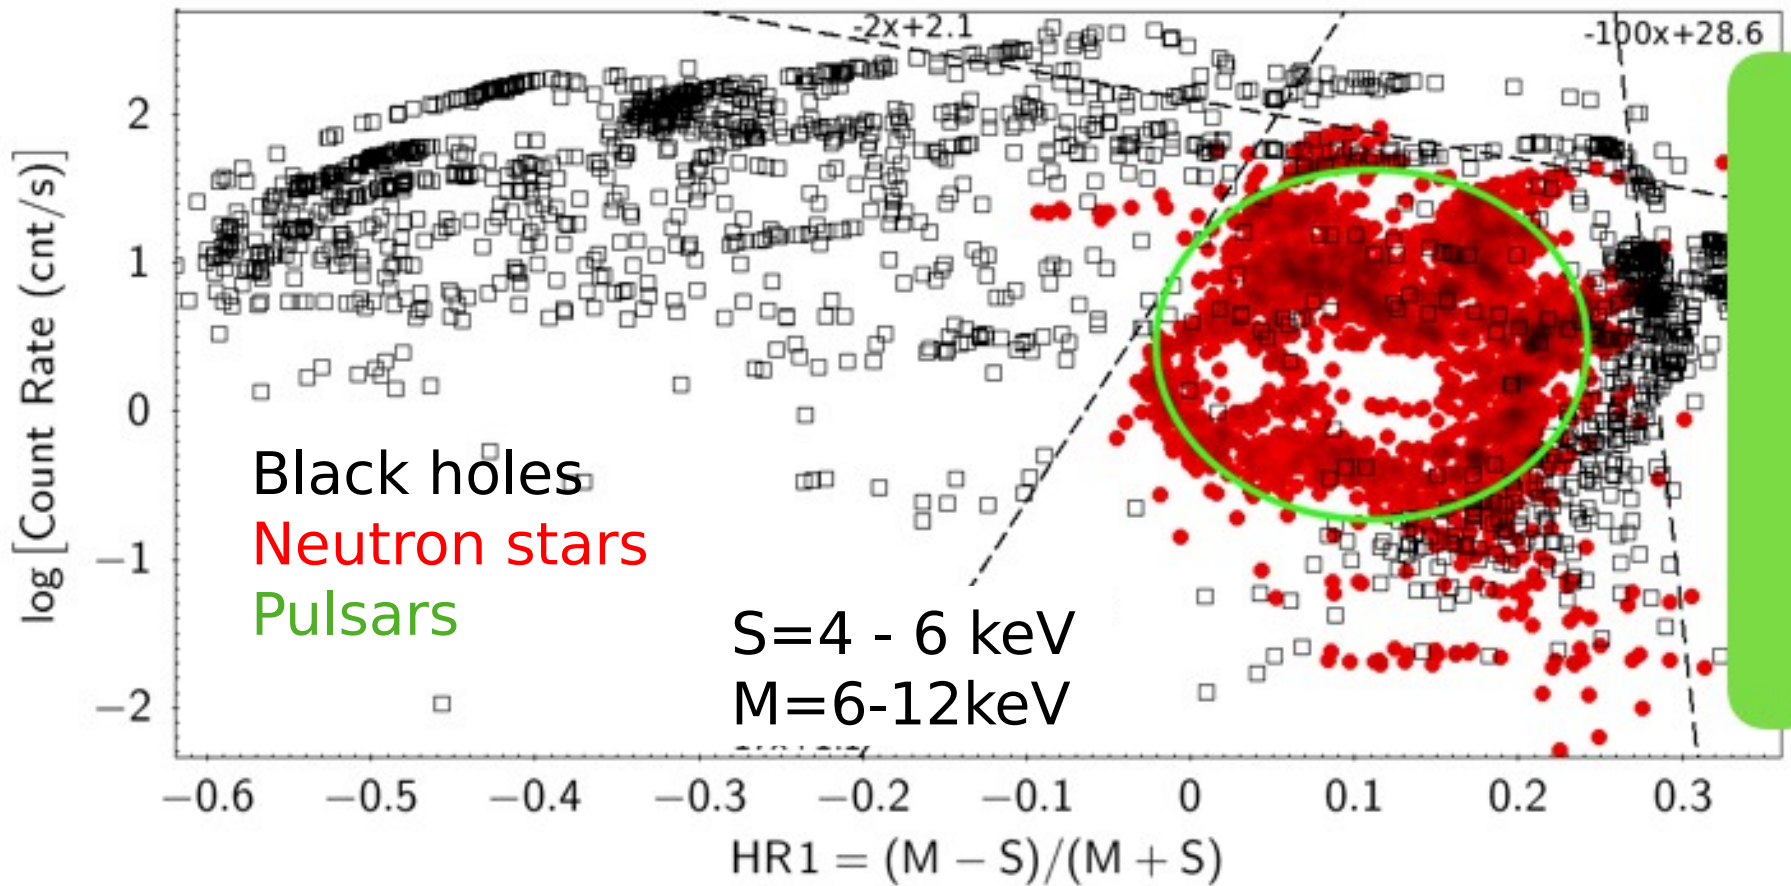 -2x+2.1
-100x+28.6
log [Count Rate (cnt/s)]
2
1
0
−1
−2
Black holes
Neutron stars
Pulsars
S=4 - 6 keV
M=6-12keV
−0.6 −0.5 −0.4 −0.3 −0.2 −0.1 0 0.1 0.2 0.3
HR1 = (M − S)/(M + S)